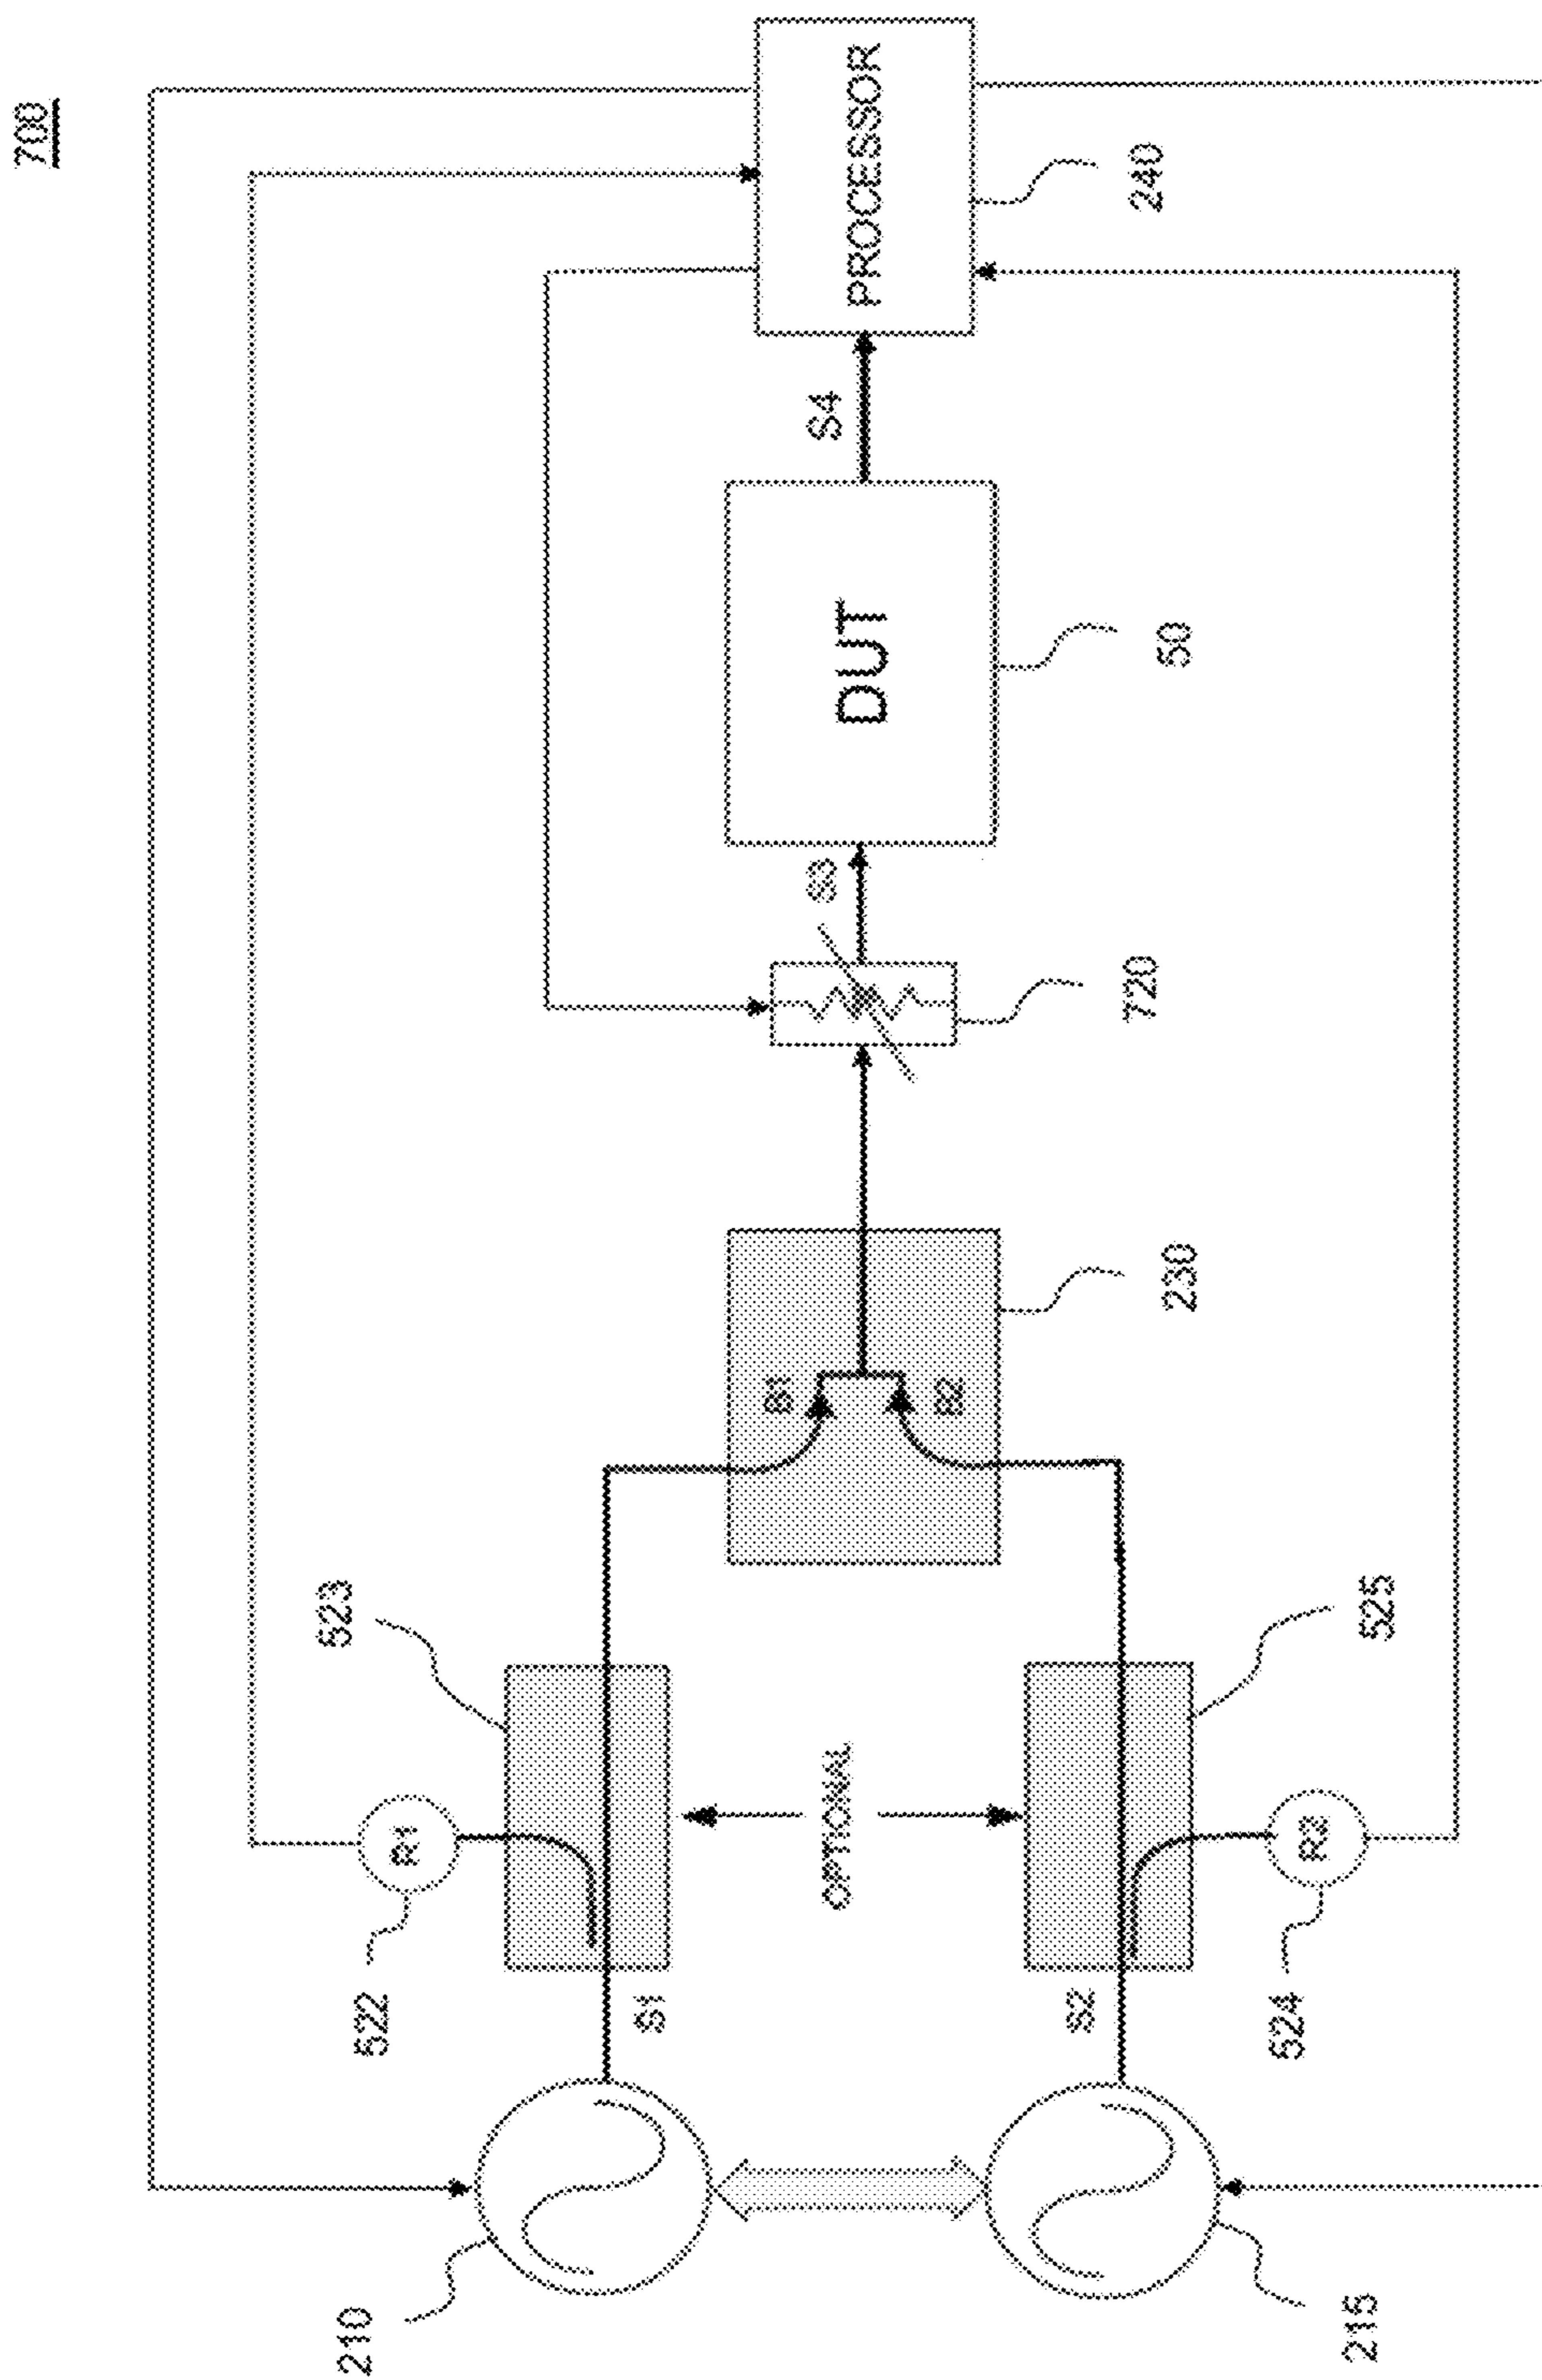 700
210
522
523
R1
S1
B1
S3
S4
OPTIONAL
DUT
PROCESSOR
S2
B2
230
720
50
240
R2
215
524
525